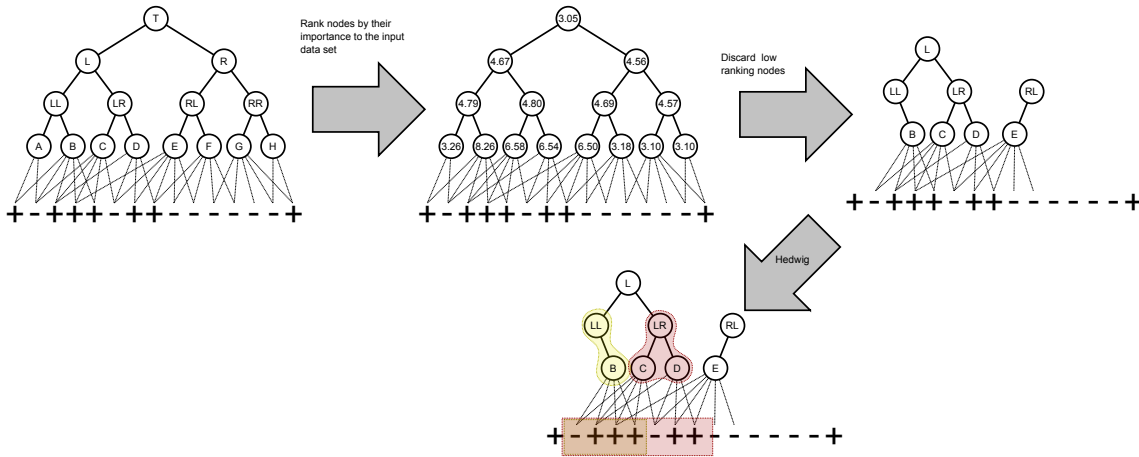 T
L R
LL LR RL RR
A B C D E F G H
+ - + + + - + + - - - - - - +
Rank nodes by their
importance to the input
data set
3.05
4.67 4.56
4.79 4.80 4.69 4.57
3.26 8.26 6.58 6.54 6.50 3.18 3.10 3.10
+ - + + + - + + - - - - - - +
Discard low
ranking nodes
L
LL LR RL
B C D E
+ - + + + - + + - - - - - - +
Hedwig
L
LL LR RL
B C D E
+ - + + + - + + - - - - - - +